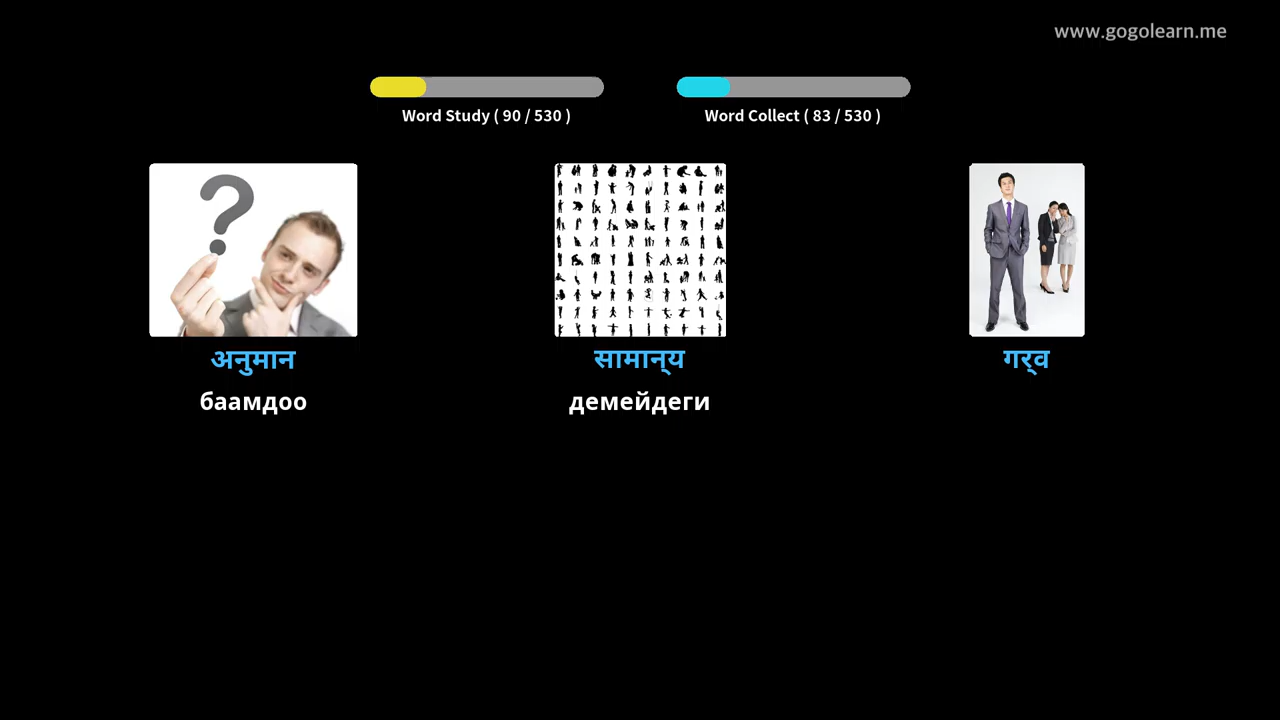 www.gogolearn.me
Word Study ( 90 / 530 )
Word Collect ( 83 / 530 )
?
अनुमान
सामान्‍य
गर्‍व
баамдоо
демейдеги